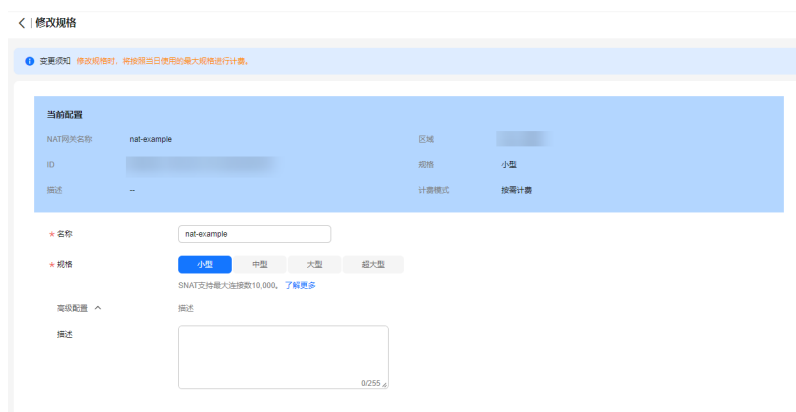 修改规格
变更须知 修改规格时，将按照当日使用的最大规格进行计费。
当前配置
NAT网关名称 nat-example 区域
ID 规格 小型
描述 -- 计费模式 按需计费
* 名称 nat-example
* 规格 小型 中型 大型 超大型
SNAT支持最大连接数10,000。 了解更多
高级配置 描述
描述
0/255